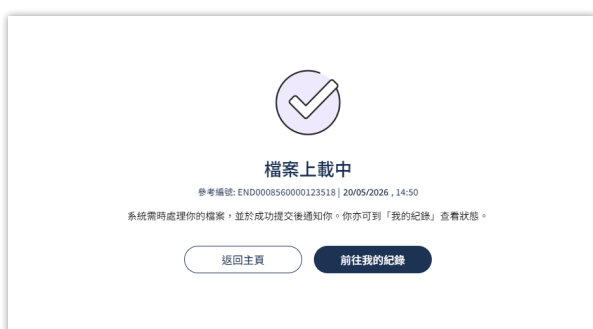 檔案上載中
參考編號: END0008560000123518 | 20/05/2026 , 14:50
系統需時處理你的檔案，並於成功提交後通知你。你亦可到「我的紀錄」查看狀態。
返回主頁
前往我的紀錄